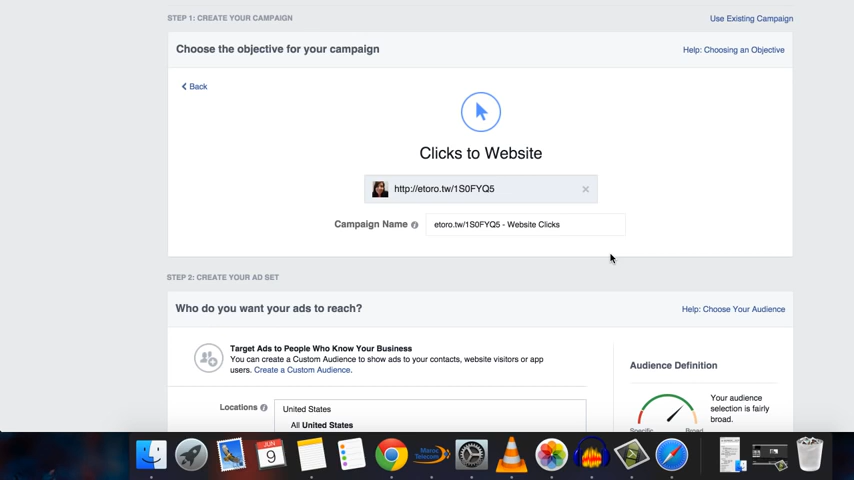 STEP 1: CREATE YOUR CAMPAIGN
Use Existing Campaign
Choose the objective for your campaign
Help: Choosing an Objective
Back
Clicks to Website
http://etoro.tw/1S0FYQ5
Campaign Name
etoro.tw/1S0FYQ5 - Website Clicks
STEP 2: CREATE YOUR AD SET
Who do you want your ads to reach?
Help: Choose Your Audience
Target Ads to People Who Know Your Business
You can create a Custom Audience to show ads to your contacts, website visitors or app
users. Create a Custom Audience.
Audience Definition
Your audience
selection is fairly
broad.
Specific
Broad
Locations
United States
All United States
JUN
9
Maroc
Telecom